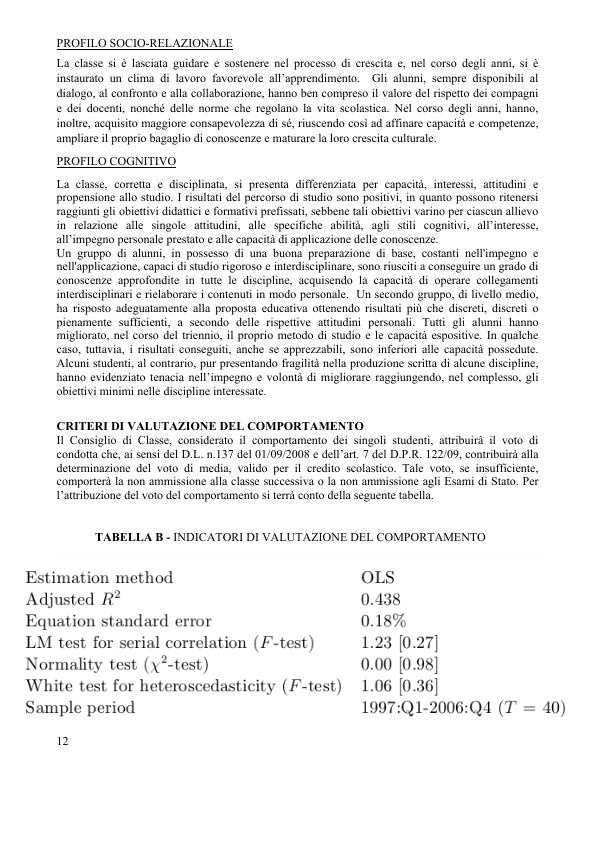 PROFILO SOCIO-RELAZIONALE
La classe si è lasciata guidare e sostenere nel processo di crescita e, nel corso degli anni, si è
instaurato un clima di lavoro favorevole all’apprendimento. Gli alunni, sempre disponibili al
dialogo, al confronto e alla collaborazione, hanno ben compreso il valore del rispetto dei compagni
e dei docenti, nonché delle norme che regolano la vita scolastica. Nel corso degli anni, hanno,
inoltre, acquisito maggiore consapevolezza di sé, riuscendo così ad affinare capacità e competenze,
ampliare il proprio bagaglio di conoscenze e maturare la loro crescita culturale.
PROFILO COGNITIVO
La classe, corretta e disciplinata, si presenta differenziata per capacità, interessi, attitudini e
propensione allo studio. I risultati del percorso di studio sono positivi, in quanto possono ritenersi
raggiunti gli obiettivi didattici e formativi prefissati, sebbene tali obiettivi varino per ciascun allievo
in relazione alle singole attitudini, alle specifiche abilità, agli stili cognitivi, all’interesse,
all’impegno personale prestato e alle capacità di applicazione delle conoscenze.
Un gruppo di alunni, in possesso di una buona preparazione di base, costanti nell'impegno e
nell'applicazione, capaci di studio rigoroso e interdisciplinare, sono riusciti a conseguire un grado di
conoscenze approfondite in tutte le discipline, acquisendo la capacità di operare collegamenti
interdisciplinari e rielaborare i contenuti in modo personale. Un secondo gruppo, di livello medio,
ha risposto adeguatamente alla proposta educativa ottenendo risultati più che discreti, discreti o
pienamente sufficienti, a secondo delle rispettive attitudini personali. Tutti gli alunni hanno
migliorato, nel corso del triennio, il proprio metodo di studio e le capacità espositive. In qualche
caso, tuttavia, i risultati conseguiti, anche se apprezzabili, sono inferiori alle capacità possedute.
Alcuni studenti, al contrario, pur presentando fragilità nella produzione scritta di alcune discipline,
hanno evidenziato tenacia nell’impegno e volontà di migliorare raggiungendo, nel complesso, gli
obiettivi minimi nelle discipline interessate.
CRITERI DI VALUTAZIONE DEL COMPORTAMENTO
Il Consiglio di Classe, considerato il comportamento dei singoli studenti, attribuirà il voto di
condotta che, ai sensi del D.L. n.137 del 01/09/2008 e dell’art. 7 del D.P.R. 122/09, contribuirà alla
determinazione del voto di media, valido per il credito scolastico. Tale voto, se insufficiente,
comporterà la non ammissione alla classe successiva o la non ammissione agli Esami di Stato. Per
l’attribuzione del voto del comportamento si terrà conto della seguente tabella.
TABELLA B - INDICATORI DI VALUTAZIONE DEL COMPORTAMENTO
Estimation method OLS
Adjusted R² 0.438
Equation standard error 0.18%
LM test for serial correlation (F-test) 1.23 [0.27]
Normality test (χ²-test) 0.00 [0.98]
White test for heteroscedasticity (F-test) 1.06 [0.36]
Sample period 1997:Q1-2006:Q4 (T = 40)
12